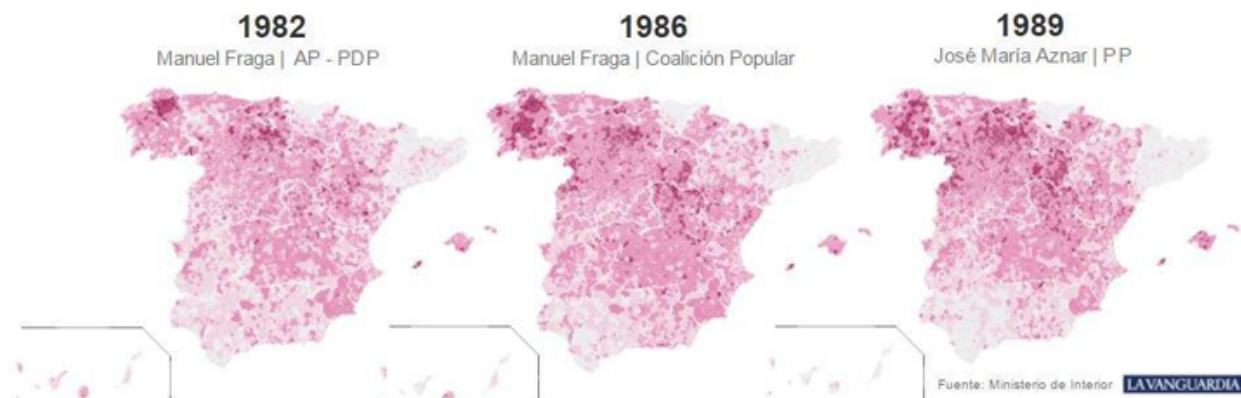 1982
Manuel Fraga | AP - PDP
1986
Manuel Fraga | Coalición Popular
1989
José María Aznar | PP
Fuente: Ministerio de Interior
LA VANGUARDIA